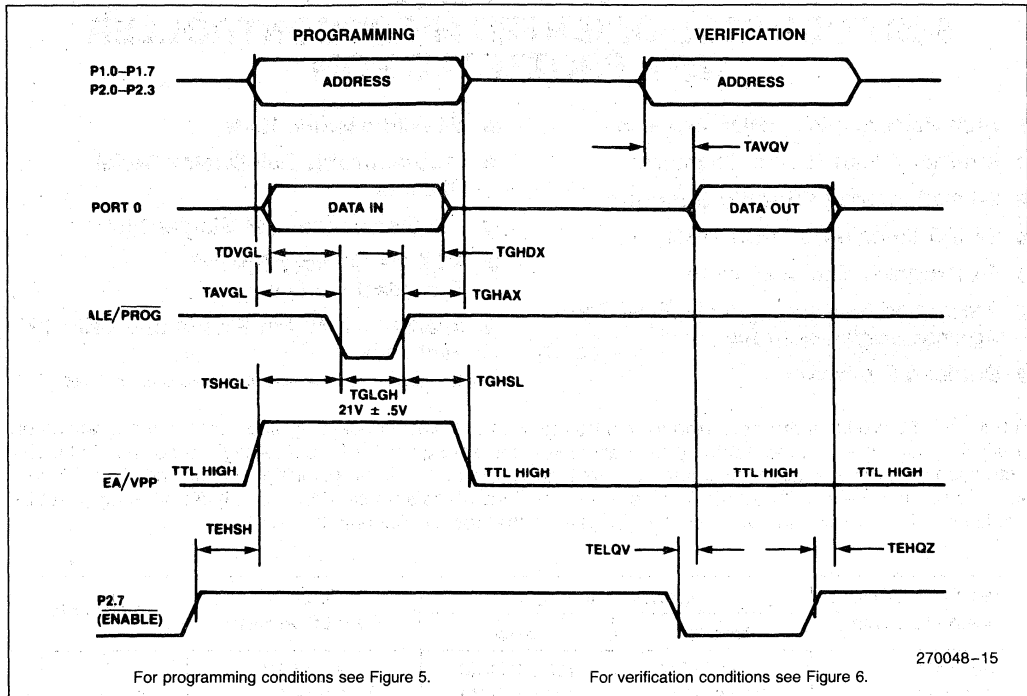 PROGRAMMING
VERIFICATION
P1.0–P1.7
P2.0–P2.3
ADDRESS
ADDRESS
TAVQV
PORT 0
DATA IN
DATA OUT
TDVGL
TGHDX
TAVGL
TGHAX
ALE/PROG
TSHGL
TGLGH
TGHSL
21V ± .5V
EA/VPP
TTL HIGH
TTL HIGH
TTL HIGH
TTL HIGH
TEHSH
TELQV
TEHQZ
P2.7
(ENABLE)
270048–15
For programming conditions see Figure 5.
For verification conditions see Figure 6.